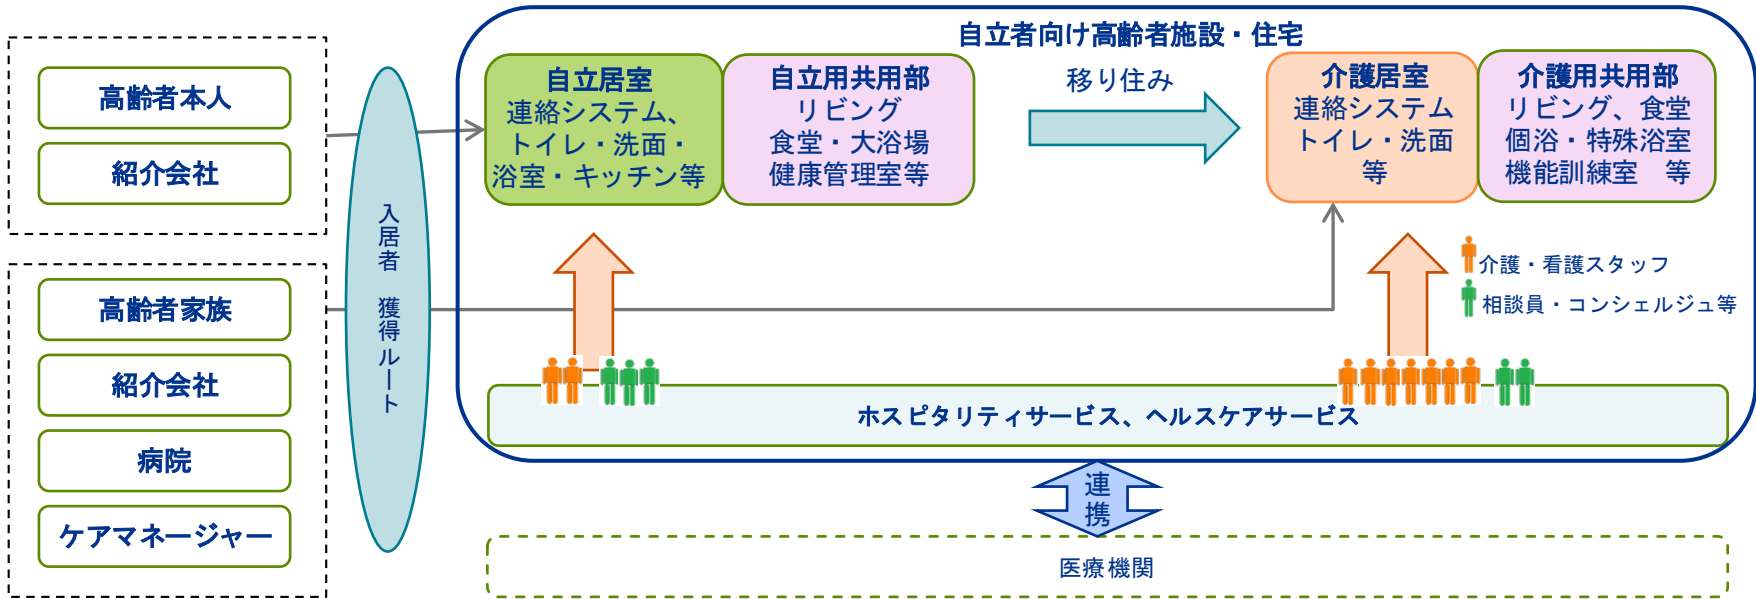 高齢者本人
紹介会社
高齢者家族
紹介会社
病院
ケアマネージャー
入居者　獲得ルート
自立者向け高齢者施設・住宅
自立居室
連絡システム、
トイレ・洗面・
浴室・キッチン等
自立用共用部
リビング
食堂・大浴場
健康管理室等
移り住み
介護居室
連絡システム
トイレ・洗面
等
介護用共用部
リビング、食堂
個浴・特殊浴室
機能訓練室　等
介護・看護スタッフ
相談員・コンシェルジュ等
ホスピタリティサービス、ヘルスケアサービス
連
携
医療機関